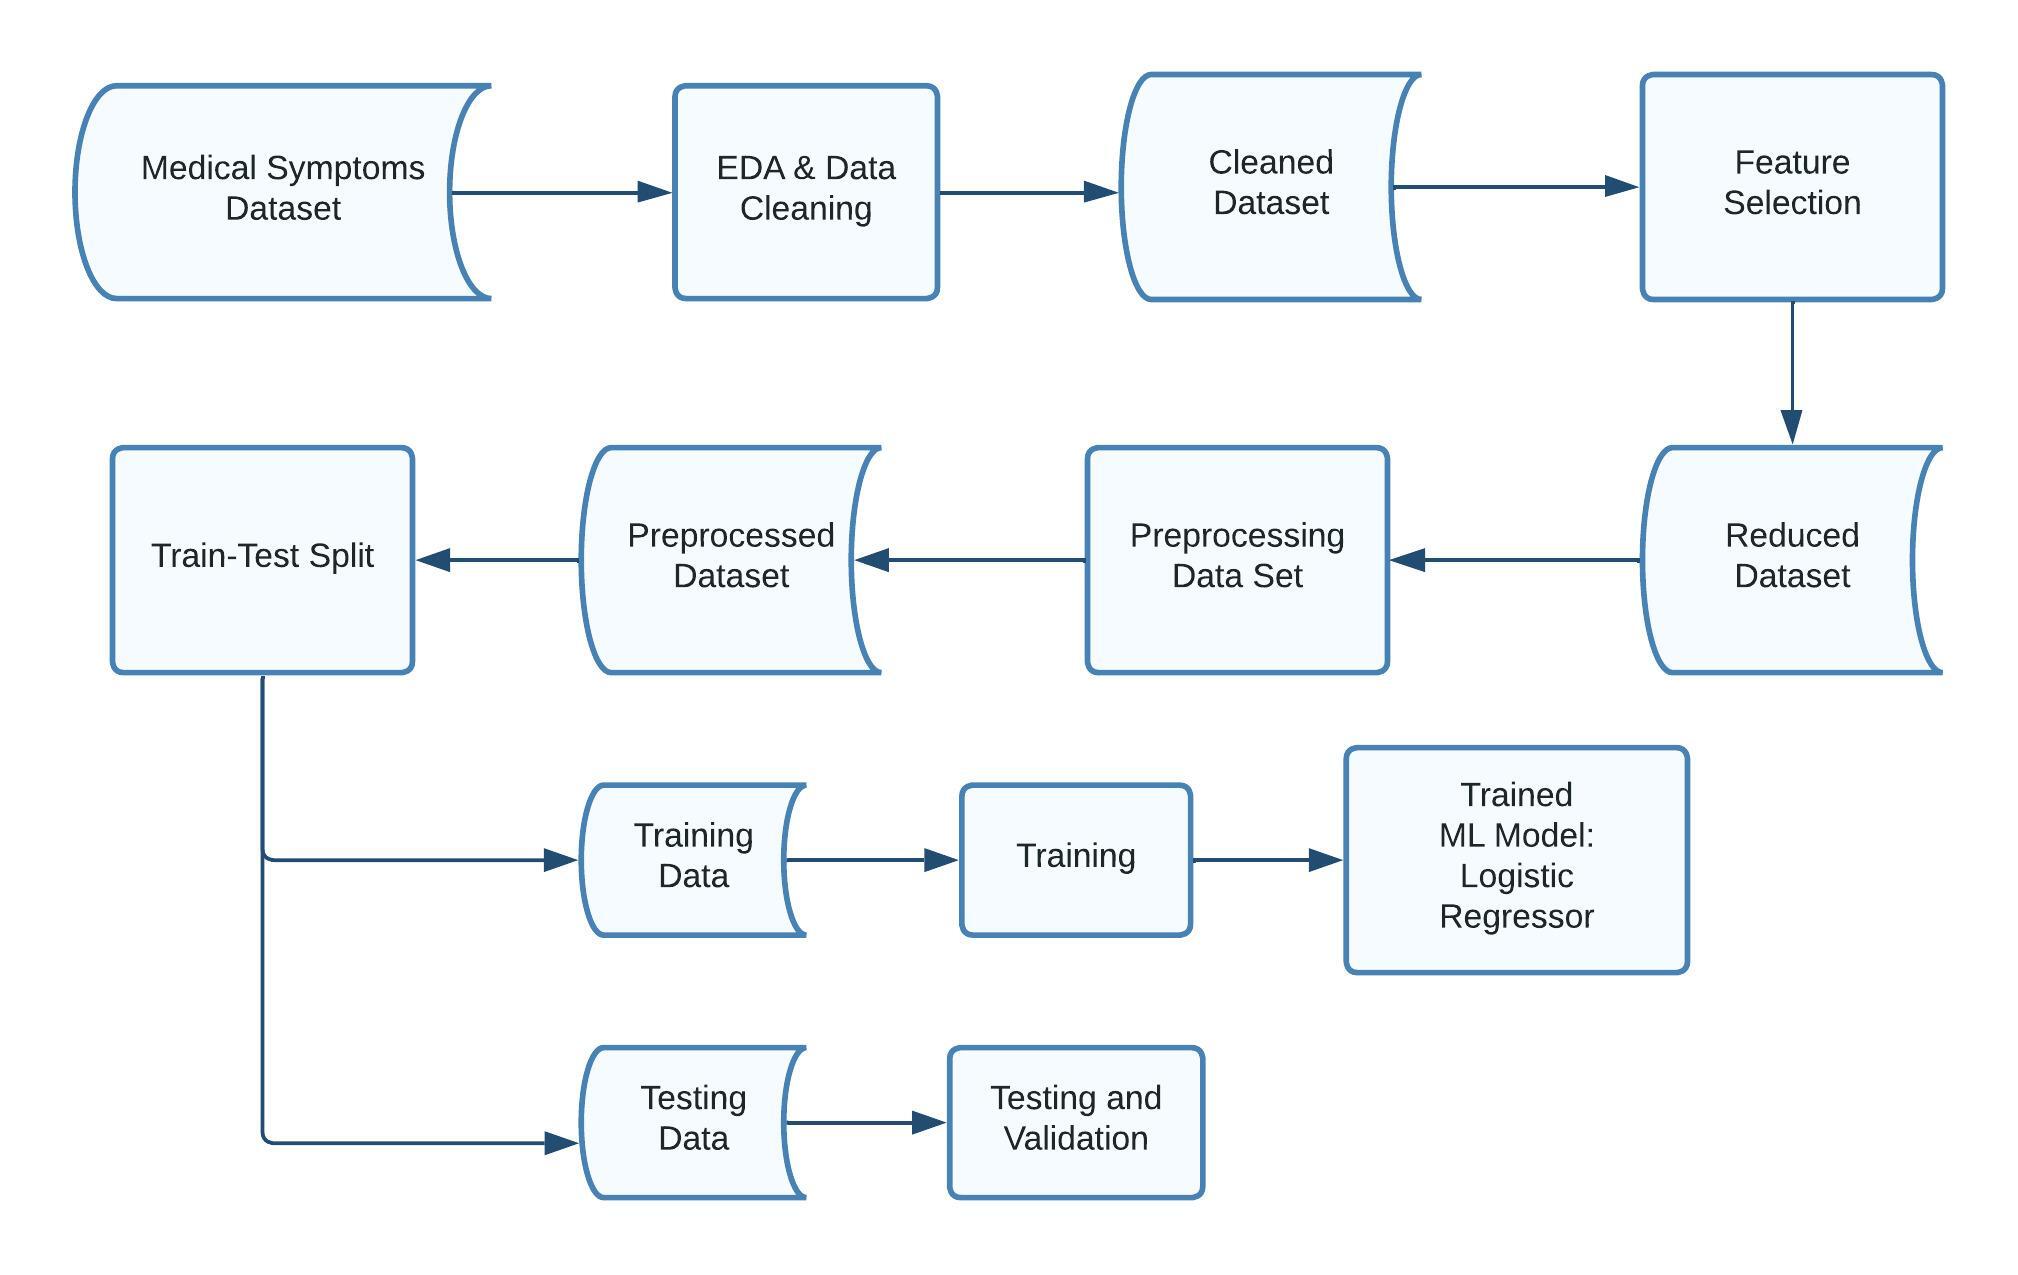 Medical Symptoms
Dataset
EDA & Data
Cleaning
Cleaned
Dataset
Feature
Selection
Reduced
Dataset
Preprocessing
Data Set
Preprocessed
Dataset
Train-Test Split
Training
Data
Training
Trained
ML Model:
Logistic
Regressor
Testing
Data
Testing and
Validation